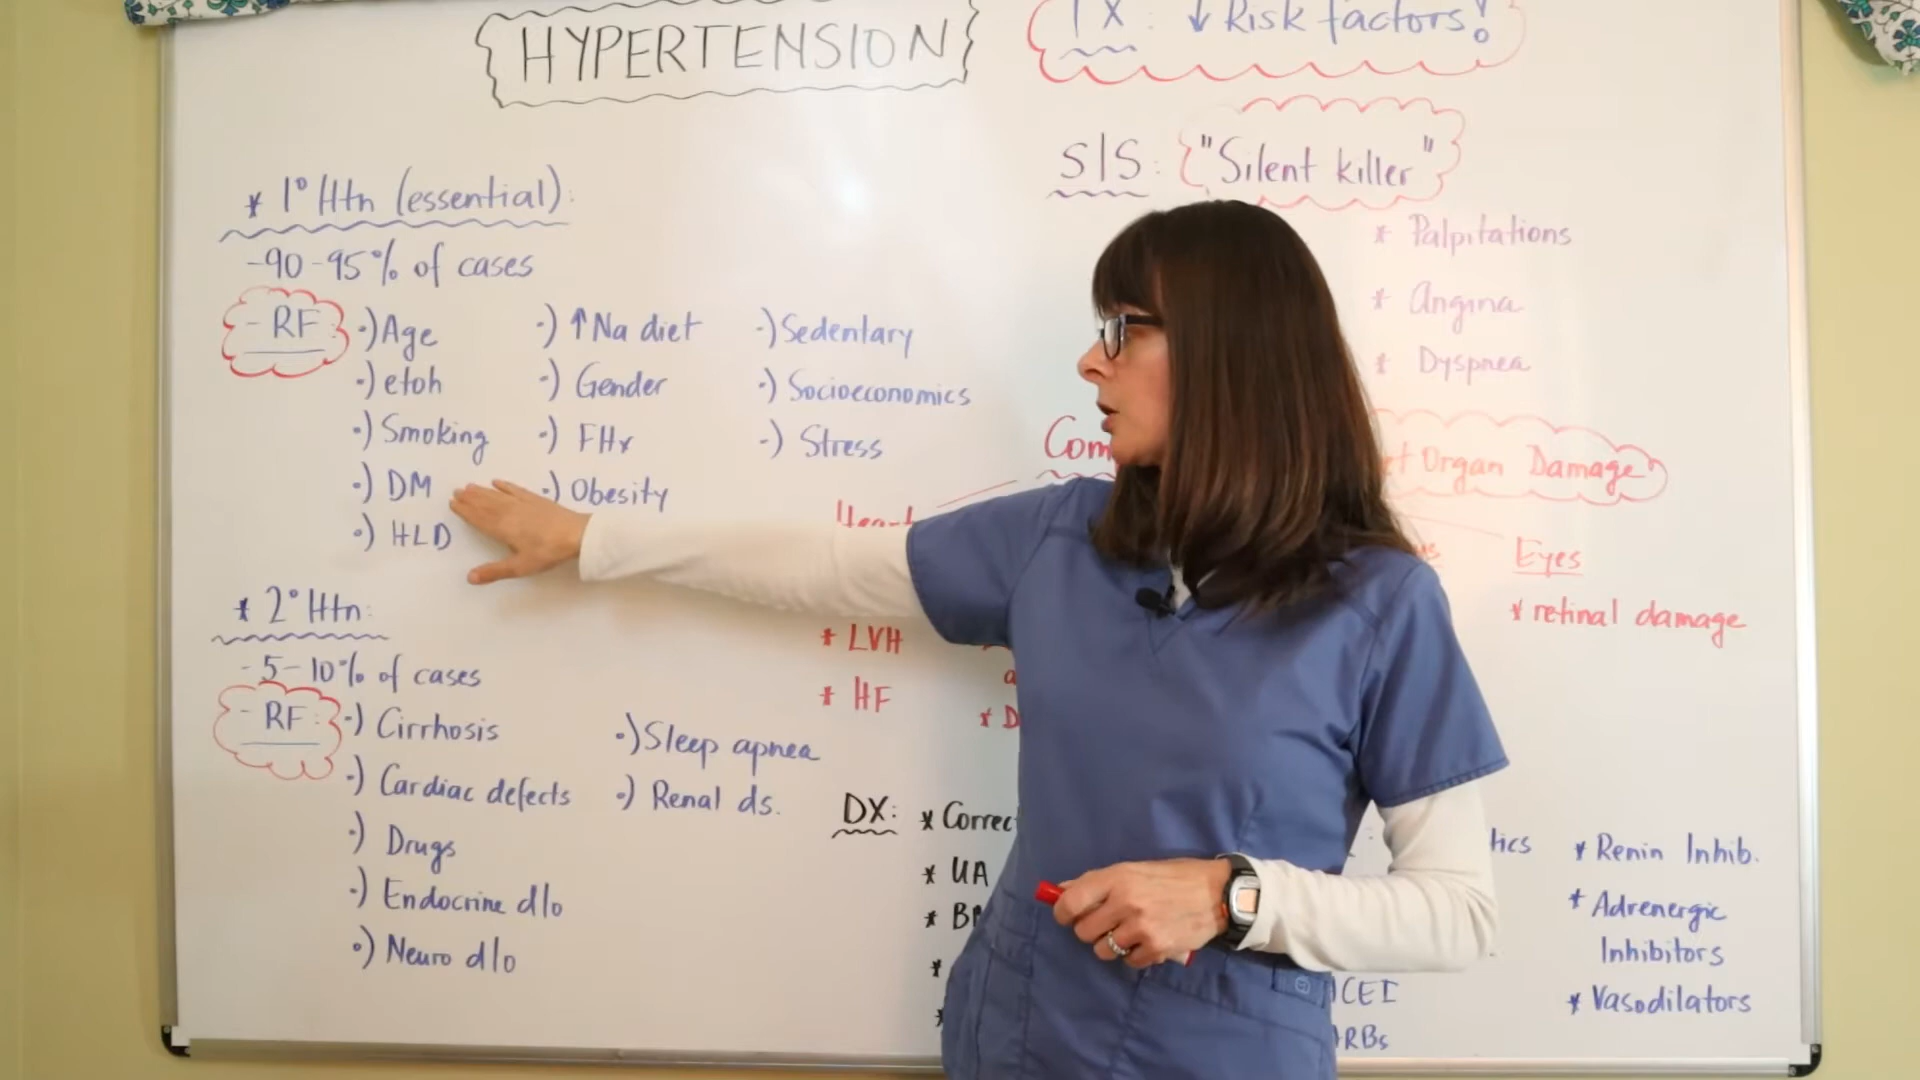 HYPERTENSION
TX: ↓ Risk factors!
* 1° Htn (essential):
-90-95% of cases
- RF: •) Age
•) etoh
•) Smoking
•) DM
•) HLD
•) ↑Na diet
•) Gender
•) FHx
•) Obesity
•) Sedentary
•) Socioeconomics
•) Stress
* 2° Htn:
-5-10% of cases
- RF: •) Cirrhosis
•) Cardiac defects
•) Drugs
•) Endocrine d/o
•) Neuro d/o
•) Sleep apnea
•) Renal ds.
S/S: "Silent killer"
* Palpitations
* Angina
* Dyspnea
Organ Damage
Heart
* LVH
* HF
Eyes
* retinal damage
DX: *
* UA
*
* Renin Inhib.
* Adrenergic
Inhibitors
* Vasodilators